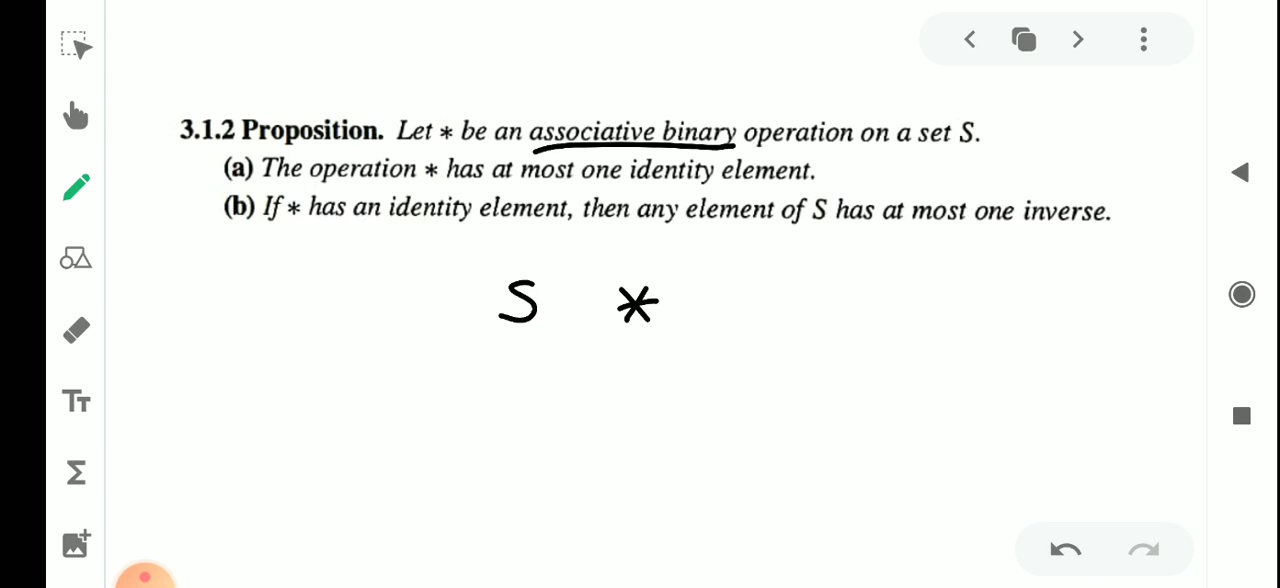 3.1.2 Proposition. Let * be an associative binary operation on a set S.
(a) The operation * has at most one identity element.
(b) If * has an identity element, then any element of S has at most one inverse.
S *